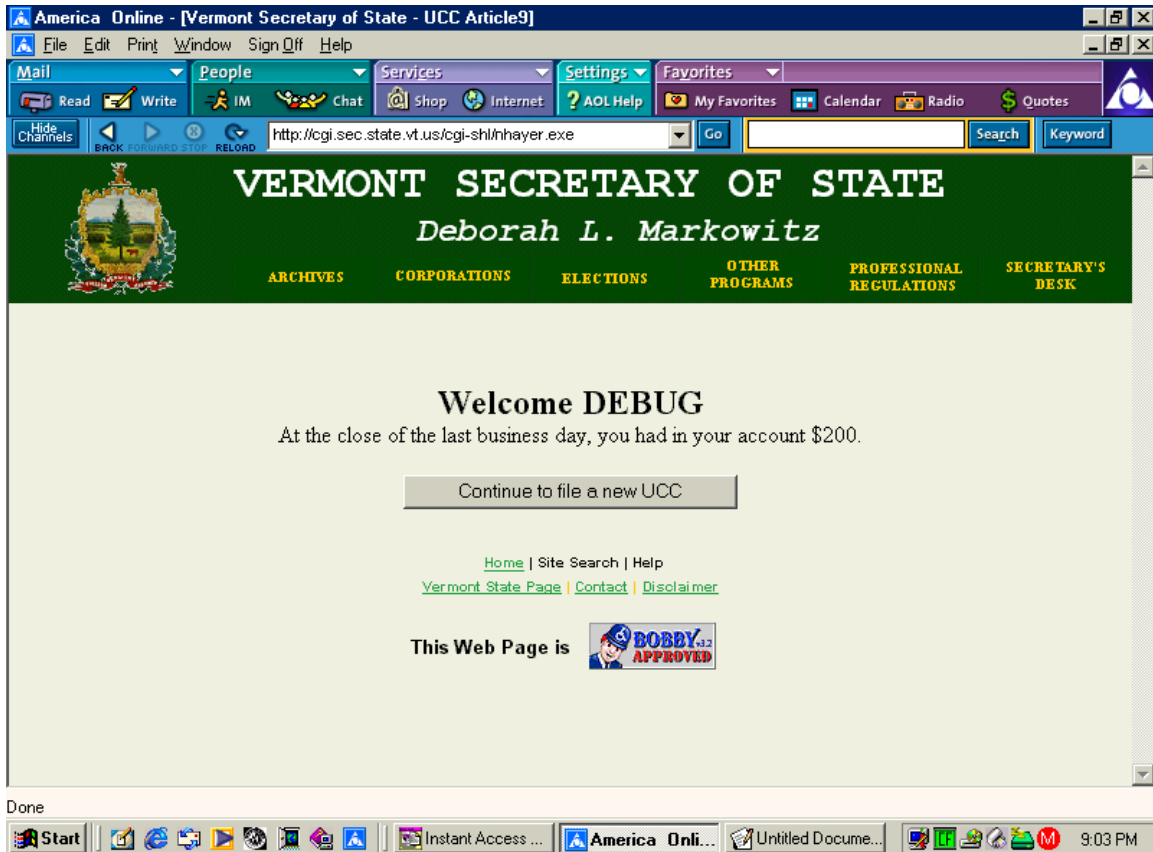 America Online - [Vermont Secretary of State - UCC Article9]
File Edit Print Window Sign Off Help
Mail People Services Settings Favorites
Read Write IM Chat Shop Internet AOL Help My Favorites Calendar Radio Quotes
Hide Channels BACK FORWARD STOP RELOAD http://cgi.sec.state.vt.us/cgi-shl/nhayer.exe Go Search Keyword
VERMONT SECRETARY OF STATE
Deborah L. Markowitz
ARCHIVES CORPORATIONS ELECTIONS OTHER PROGRAMS PROFESSIONAL REGULATIONS SECRETARY'S DESK
Welcome DEBUG
At the close of the last business day, you had in your account $200.
Continue to file a new UCC
Home | Site Search | Help
Vermont State Page | Contact | Disclaimer
This Web Page is BOBBY v3.2 APPROVED
Done
Start Instant Access ... America Onli... Untitled Docume... 9:03 PM